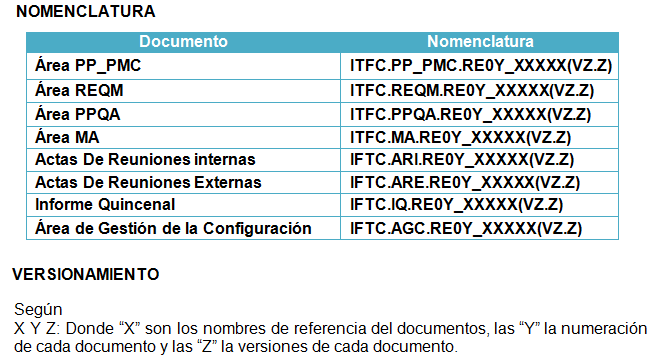 NOMENCLATURA
Documento Nomenclatura
Área PP_PMC ITFC.PP_PMC.RE0Y_XXXXX(VZ.Z)
Área REQM ITFC.REQM.RE0Y_XXXXX(VZ.Z)
Área PPQA ITFC.PPQA.RE0Y_XXXXX(VZ.Z)
Área MA ITFC.MA.RE0Y_XXXXX(VZ.Z)
Actas De Reuniones internas IFTC.ARI.RE0Y_XXXXX(VZ.Z)
Actas De Reuniones Externas IFTC.ARE.RE0Y_XXXXX(VZ.Z)
Informe Quincenal IFTC.IQ.RE0Y_XXXXX(VZ.Z)
Área de Gestión de la Configuración IFTC.AGC.RE0Y_XXXXX(VZ.Z)
VERSIONAMIENTO
Según
X Y Z: Donde “X” son los nombres de referencia del documentos, las “Y” la numeración
de cada documento y las “Z” la versiones de cada documento.